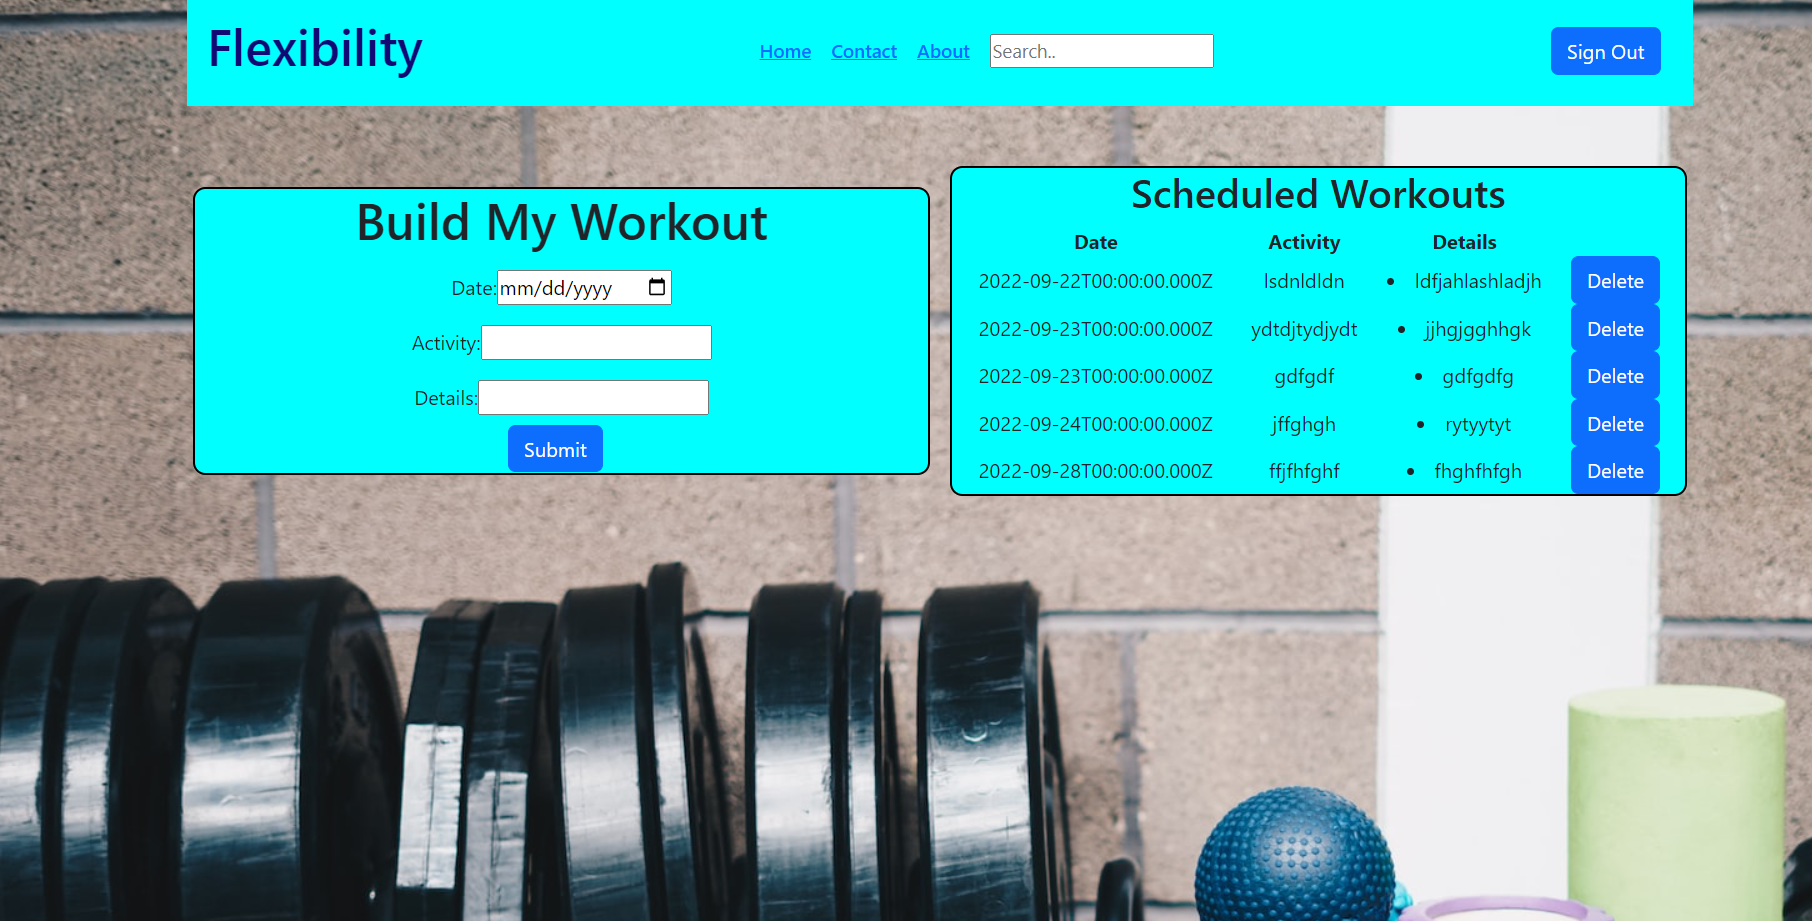 Flexibility
Home Contact About Search.. Sign Out
Build My Workout
Date: mm/dd/yyyy
Activity:
Details:
Submit
Scheduled Workouts
Date Activity Details
2022-09-22T00:00:00.000Z lsdnldldn • ldfjahlashladjh Delete
2022-09-23T00:00:00.000Z ydtdjtydjydt • jjhgjgghhgk Delete
2022-09-23T00:00:00.000Z gdfgdf • gdfgdfg Delete
2022-09-24T00:00:00.000Z jffghgh • rytyytyt Delete
2022-09-28T00:00:00.000Z ffjfhfghf • fhghfhfgh Delete